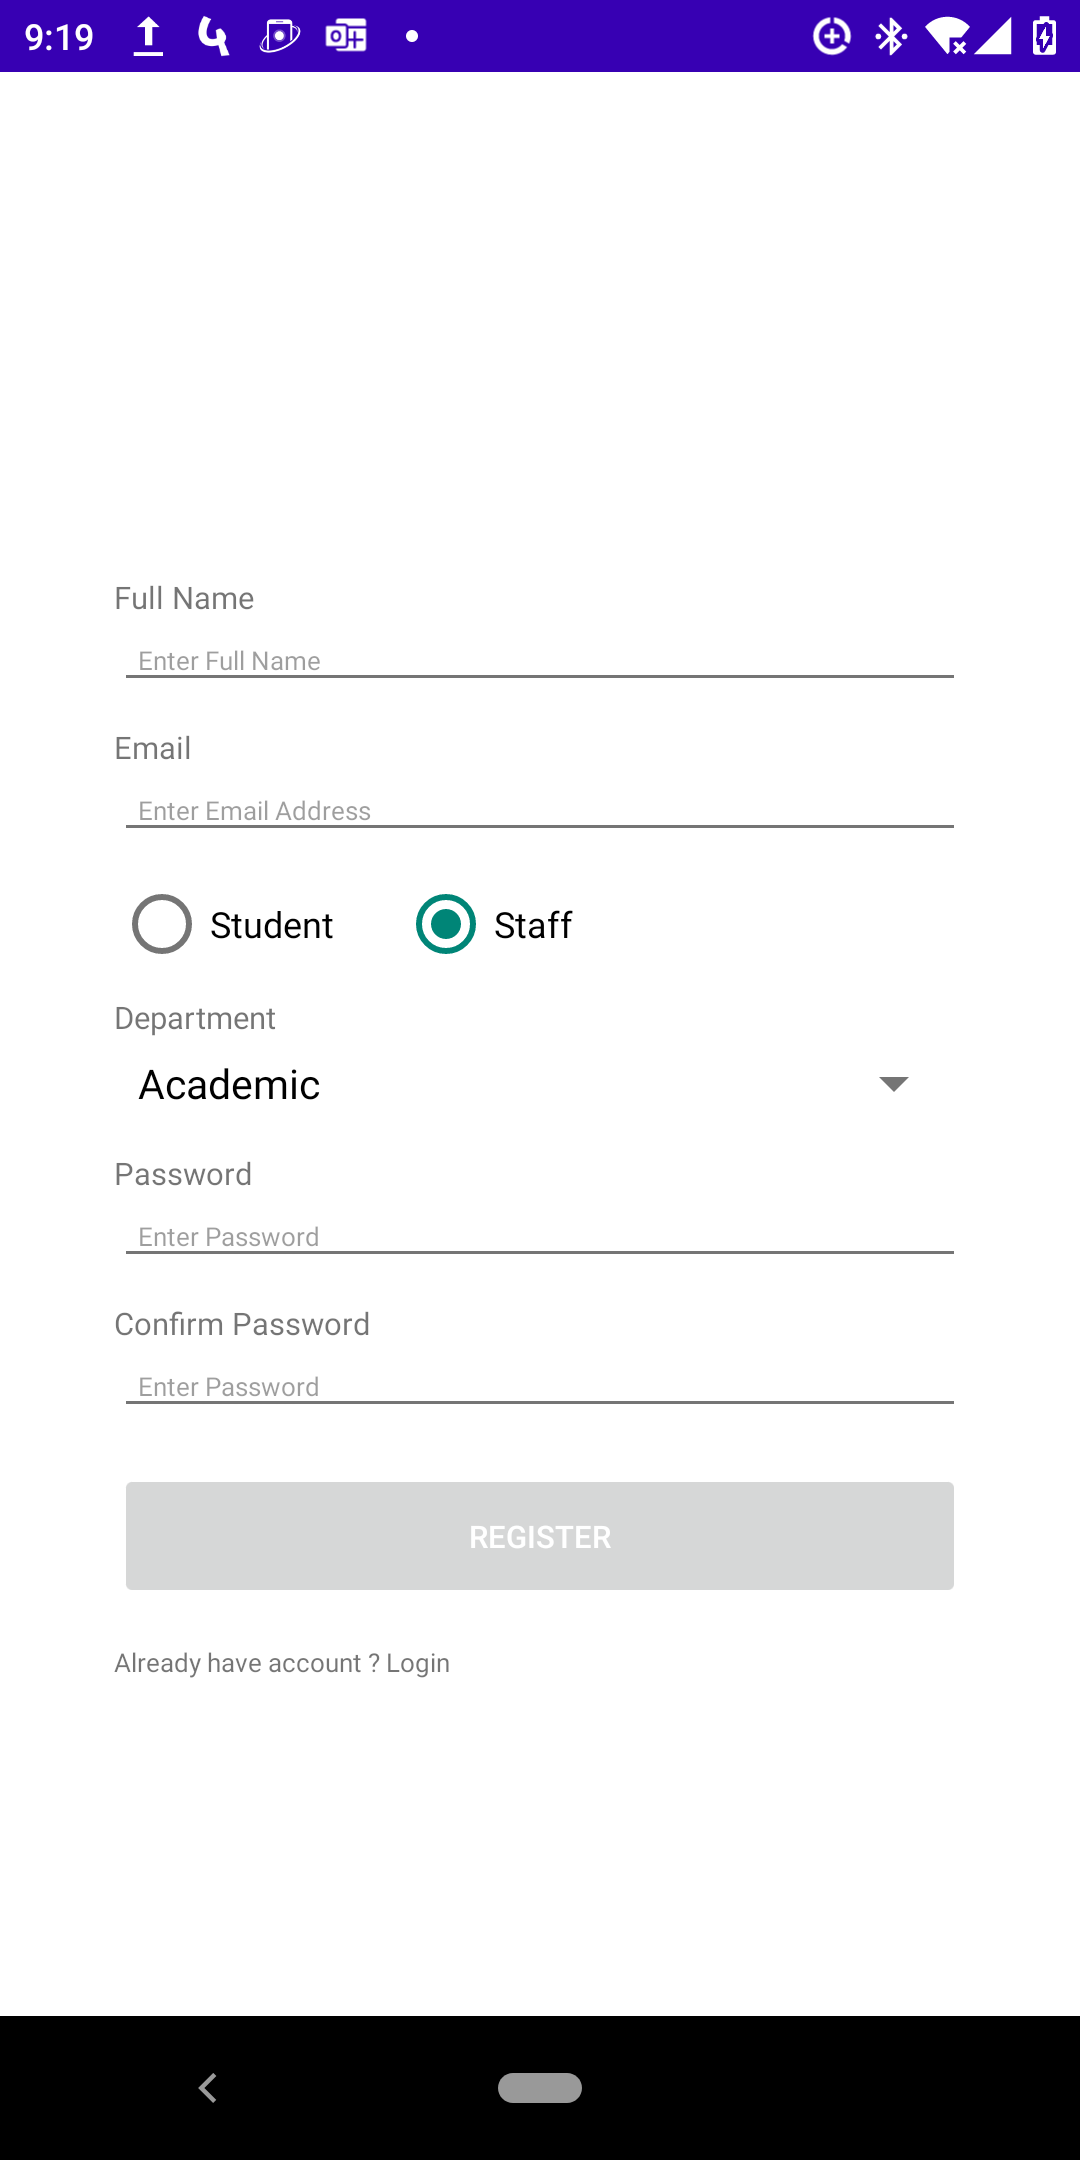 9:19
Full Name
Enter Full Name
Email
Enter Email Address
Student Staff
Department
Academic
Password
Enter Password
Confirm Password
Enter Password
REGISTER
Already have account ? Login